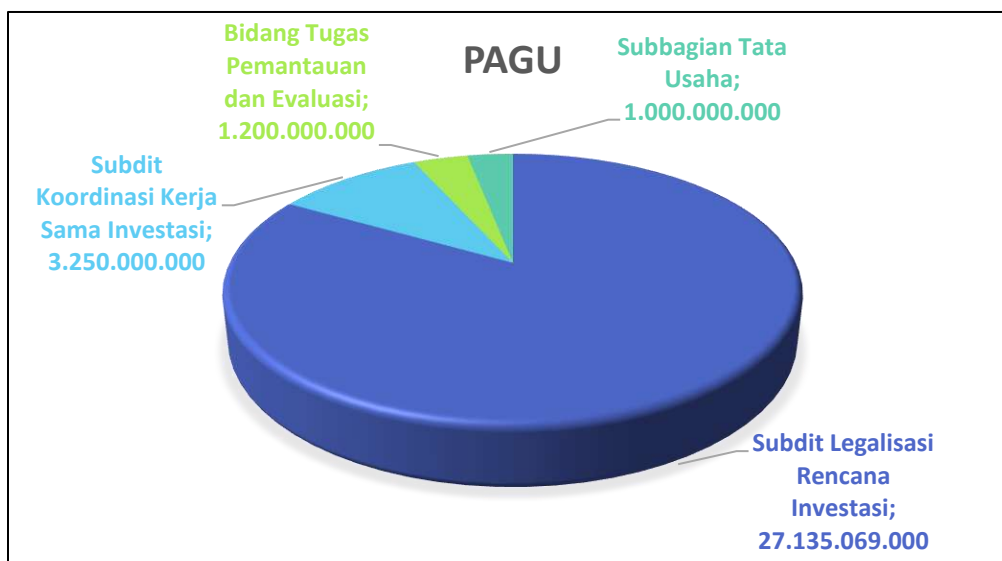 PAGU
Bidang Tugas
Pemantauan
dan Evaluasi;
1.200.000.000
Subbagian Tata
Usaha;
1.000.000.000
Subdit
Koordinasi Kerja
Sama Investasi;
3.250.000.000
Subdit Legalisasi
Rencana
Investasi;
27.135.069.000